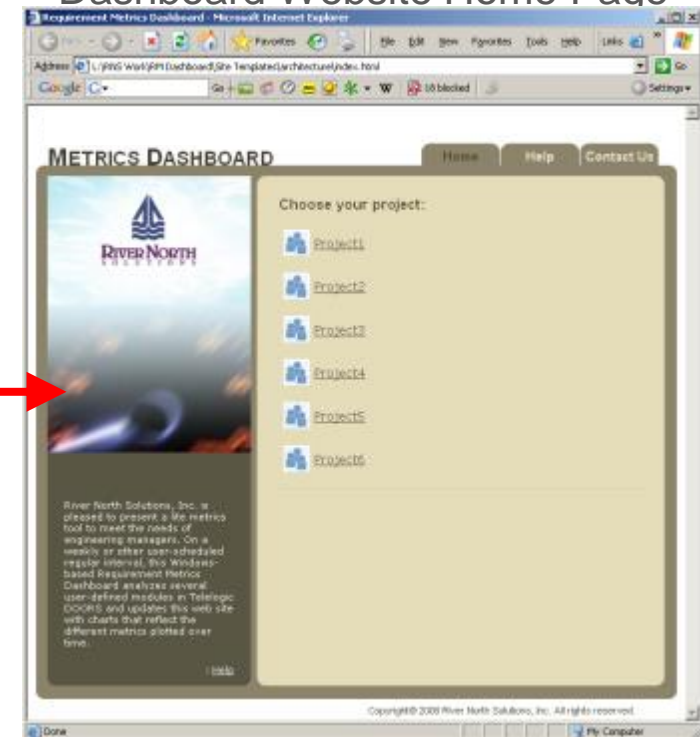 Dashboard Website Home Page
Requirement Metrics Dashboard - Microsoft Internet Explorer
Favorites File Edit View Favorites Tools Help Links
Address Go
Google Go 18 blocked Settings
METRICS DASHBOARD
Home Help Contact Us
RIVER NORTH
SOLUTIONS
Choose your project:
Project1
Project2
Project3
Project4
Project5
Project6
River North Solutions, Inc. is
pleased to present a lite metrics
tool to meet the needs of
engineering managers. On a
weekly or other user-scheduled
regular interval, this Windows-
based Requirement Metrics
Dashboard analyzes several
user-defined modules in Telelogic
DOORS and updates this web site
with charts that reflect the
different metrics plotted over
time.
Help
River North Solutions, Inc. All rights reserved.
Done My Computer